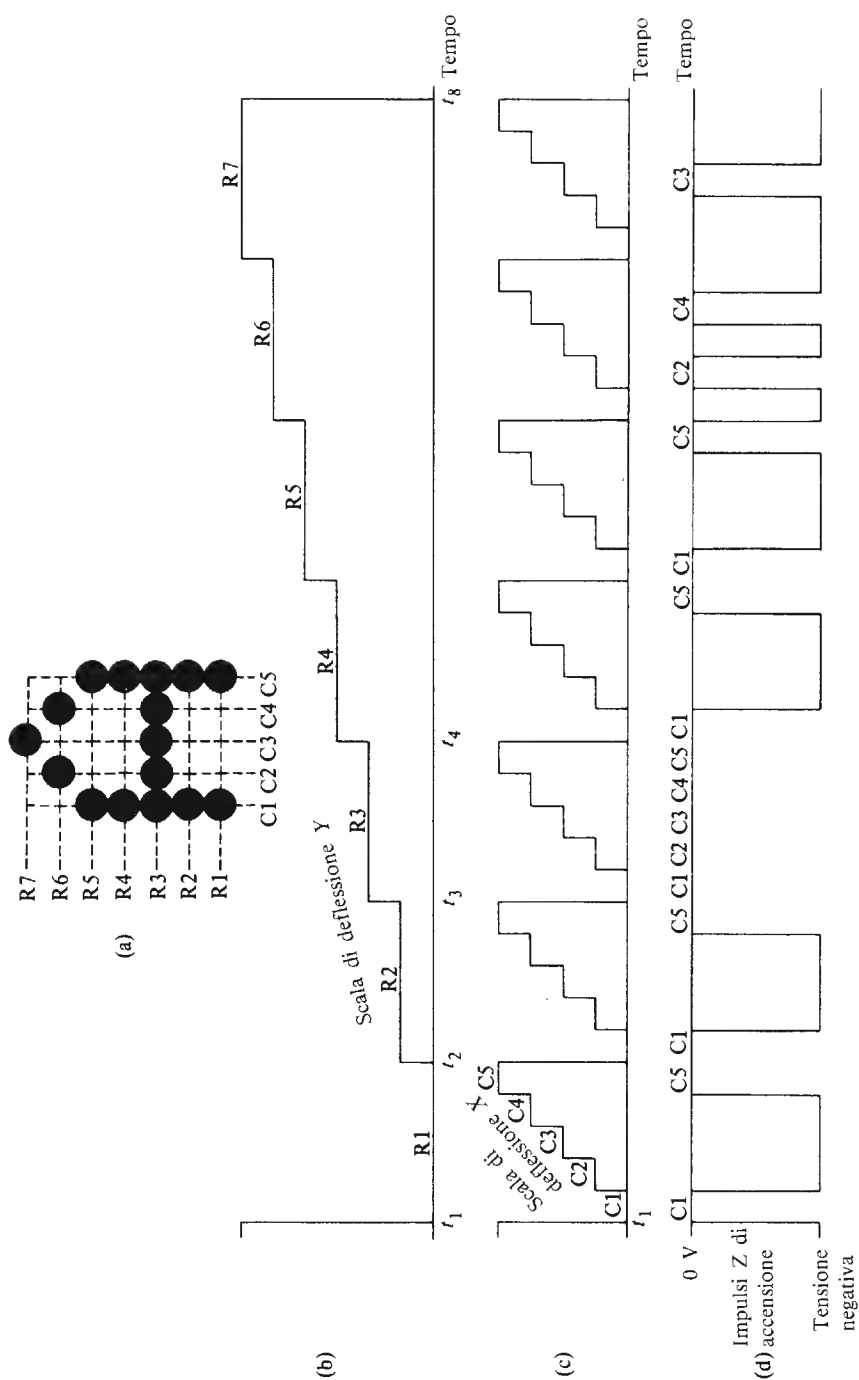 R7
R6
R5
R4
R3
R2
R1
C1 C2 C3 C4 C5
(a)
(b)
Scala di deflessione Y
R1
R2
R3
R4
R5
R6
R7
t1
t2
t3
t4
t8
Tempo
(c)
Scala di
deflessione X
C1
C2
C3
C4
C5
t1
Tempo
(d)
0 V
Impulsi Z di
accensione
Tensione
negativa
C1 C5 C1 C5 C1 C2 C3 C4 C5 C1 C5 C1 C5 C2 C4 C3
Tempo